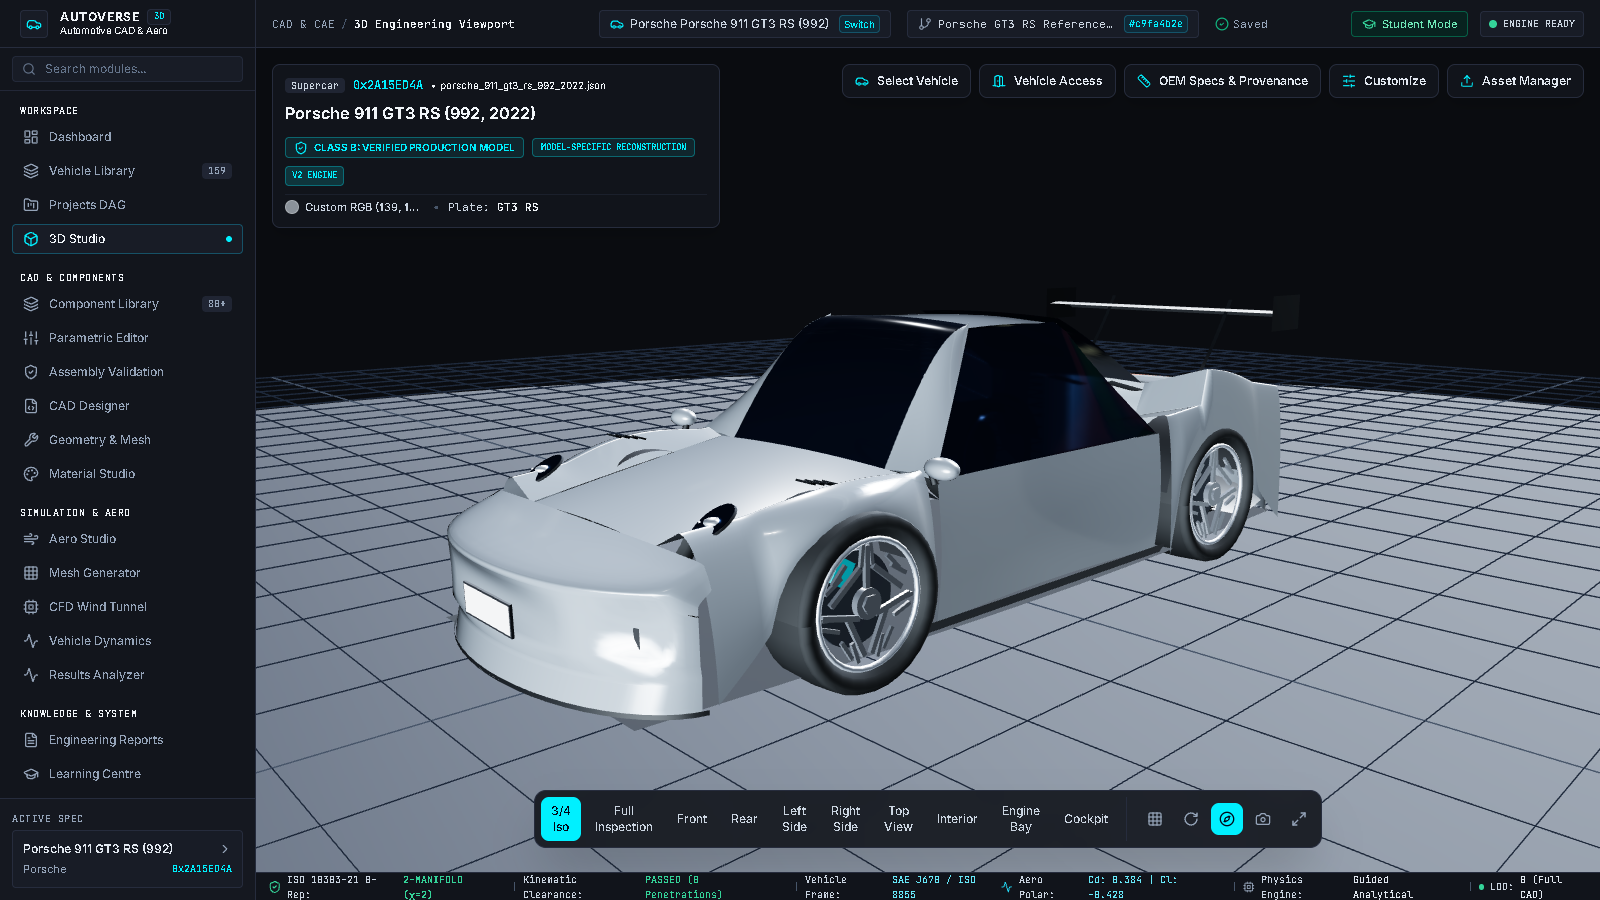 AUTOVERSE 3D
Automotive CAD & Aero
CAD & CAE / 3D Engineering Viewport
Porsche Porsche 911 GT3 RS (992) Switch
Porsche GT3 RS Reference… #c9fa4b2e
Saved
Student Mode
ENGINE READY
Search modules...
WORKSPACE
Dashboard
Vehicle Library 159
Projects DAG
3D Studio
CAD & COMPONENTS
Component Library 88+
Parametric Editor
Assembly Validation
CAD Designer
Geometry & Mesh
Material Studio
SIMULATION & AERO
Aero Studio
Mesh Generator
CFD Wind Tunnel
Vehicle Dynamics
Results Analyzer
KNOWLEDGE & SYSTEM
Engineering Reports
Learning Centre
ACTIVE SPEC
Porsche 911 GT3 RS (992)
Porsche 0x2A15ED4A
Supercar 0x2A15ED4A • porsche_911_gt3_rs_992_2022.json
Porsche 911 GT3 RS (992, 2022)
CLASS B: VERIFIED PRODUCTION MODEL
MODEL-SPECIFIC RECONSTRUCTION
V2 ENGINE
Custom RGB (139, 1... • Plate: GT3 RS
Select Vehicle
Vehicle Access
OEM Specs & Provenance
Customize
Asset Manager
3/4
Iso
Full
Inspection
Front
Rear
Left
Side
Right
Side
Top
View
Interior
Engine
Bay
Cockpit
ISO 10303-21 B-
Rep:
2-MANIFOLD
(χ=2)
Kinematic
Clearance:
PASSED (0
Penetrations)
Vehicle
Frame:
SAE J670 / ISO
8855
Aero
Polar:
Cd: 0.384 | Cl:
-0.428
Physics
Engine:
Guided
Analytical
LOD:
0 (Full
CAD)